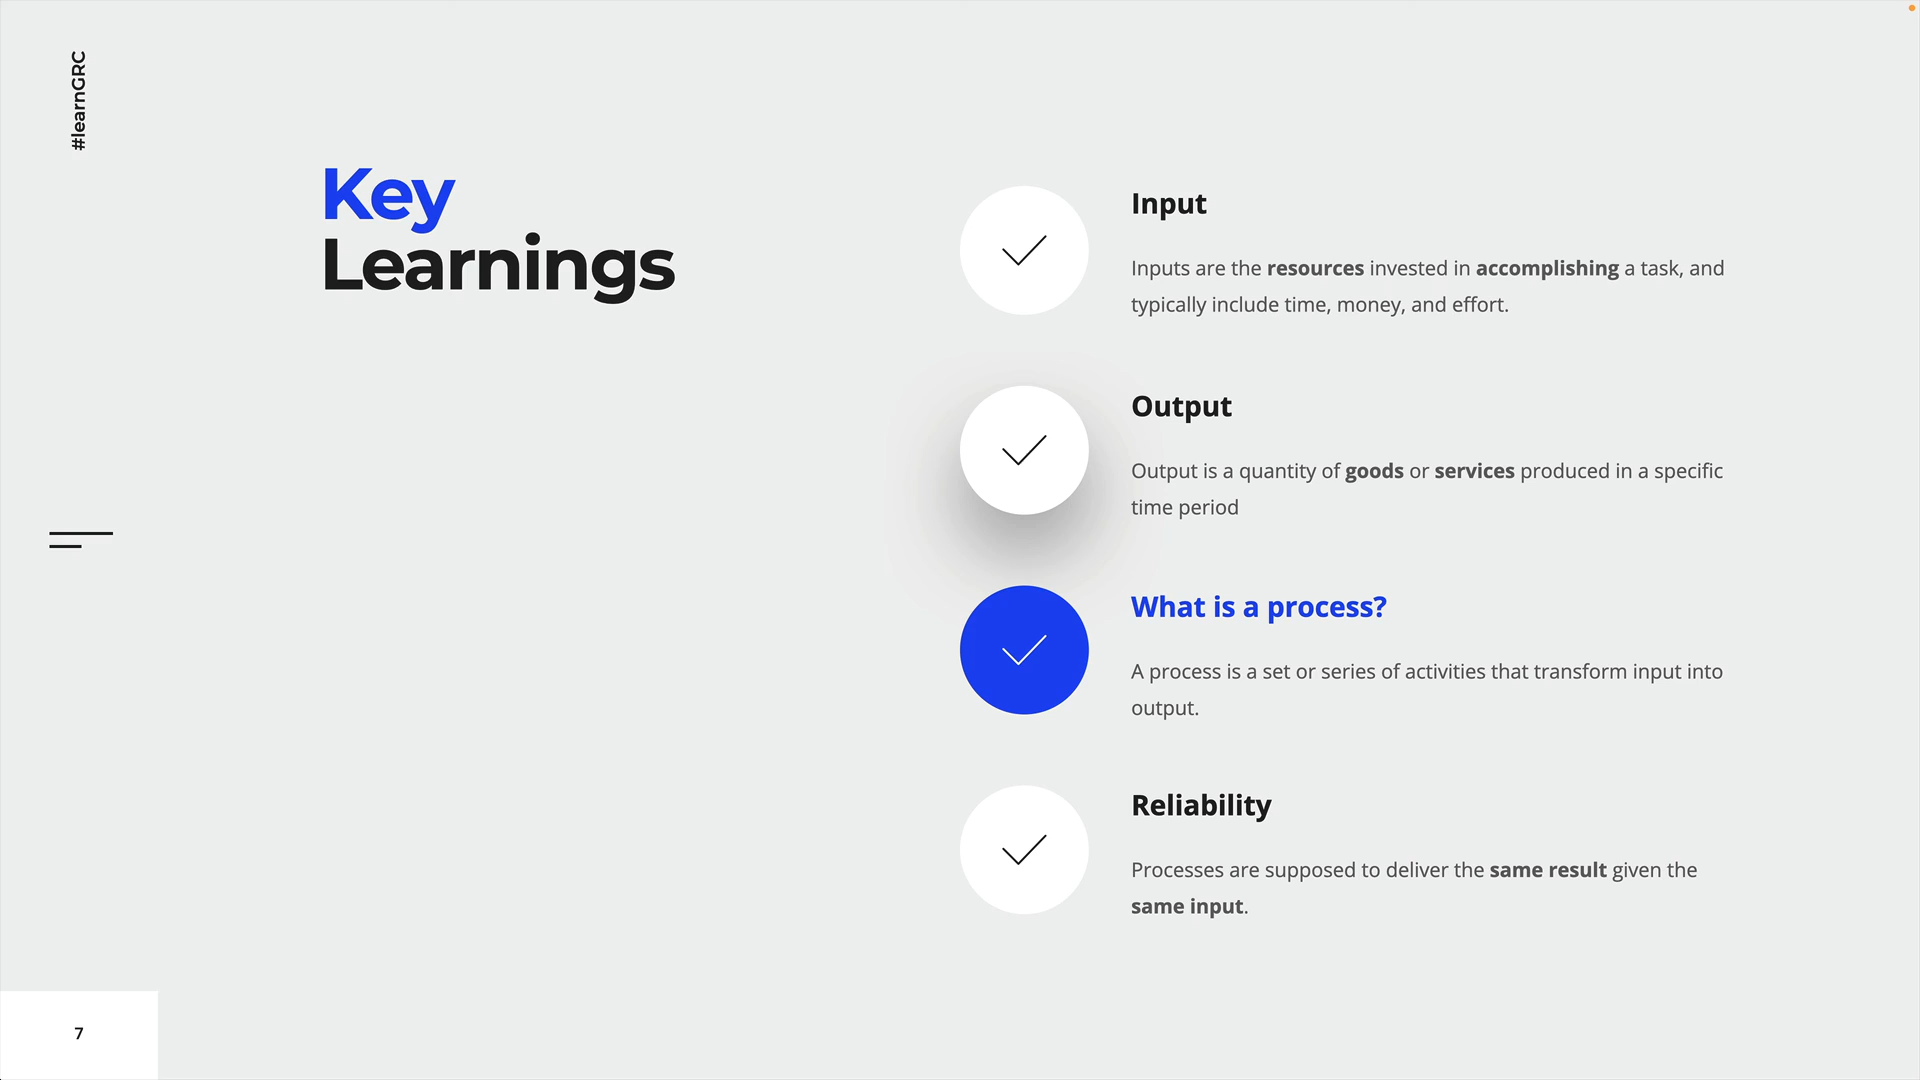 #learnGRC
Key
Learnings
Input
Inputs are the resources invested in accomplishing a task, and
typically include time, money, and effort.
Output
Output is a quantity of goods or services produced in a specific
time period
What is a process?
A process is a set or series of activities that transform input into
output.
Reliability
Processes are supposed to deliver the same result given the
same input.
7